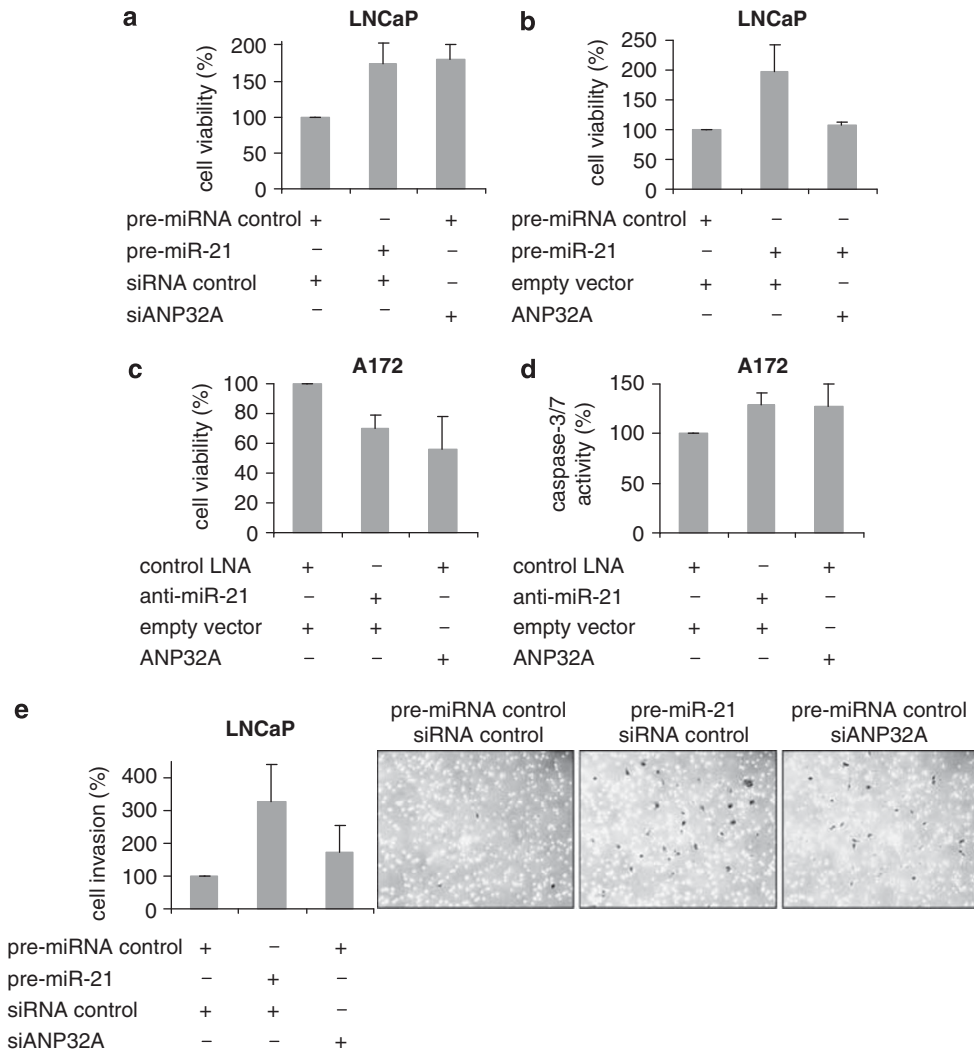 a
LNCaP
cell viability (%)
200
150
100
50
0
pre-miRNA control + – +
pre-miR-21 – + –
siRNA control + + –
siANP32A – – +
b
LNCaP
cell viability (%)
250
200
150
100
50
0
pre-miRNA control + – –
pre-miR-21 – + +
empty vector + + –
ANP32A – – +
c
A172
cell viability (%)
100
80
60
40
20
0
control LNA + – +
anti-miR-21 – + –
empty vector + + –
ANP32A – – +
d
A172
caspase-3/7
activity (%)
150
100
50
0
control LNA + – +
anti-miR-21 – + –
empty vector + + –
ANP32A – – +
e
LNCaP
cell invasion (%)
400
300
200
100
0
pre-miRNA control + – +
pre-miR-21 – + –
siRNA control + + –
siANP32A – – +
pre-miRNA control
siRNA control
pre-miR-21
siRNA control
pre-miRNA control
siANP32A